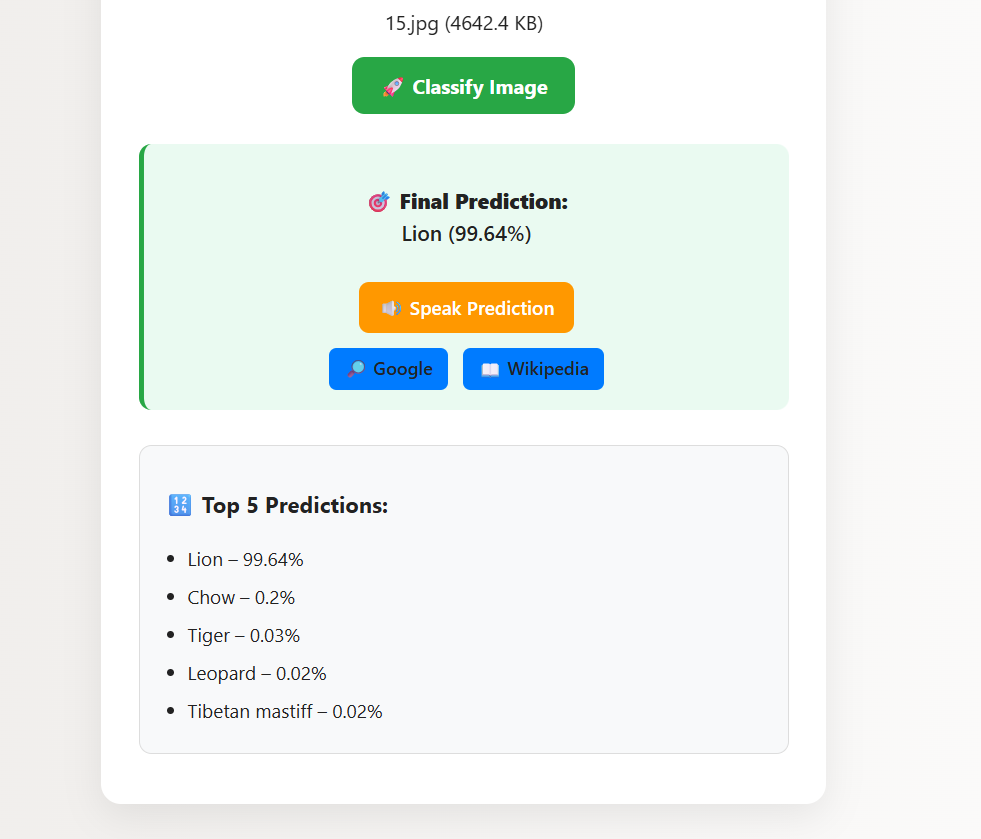 15.jpg (4642.4 KB)
🚀 Classify Image
🎯 Final Prediction:
Lion (99.64%)
🔊 Speak Prediction
🔎 Google
📖 Wikipedia
🔢 Top 5 Predictions:
• Lion – 99.64%
• Chow – 0.2%
• Tiger – 0.03%
• Leopard – 0.02%
• Tibetan mastiff – 0.02%